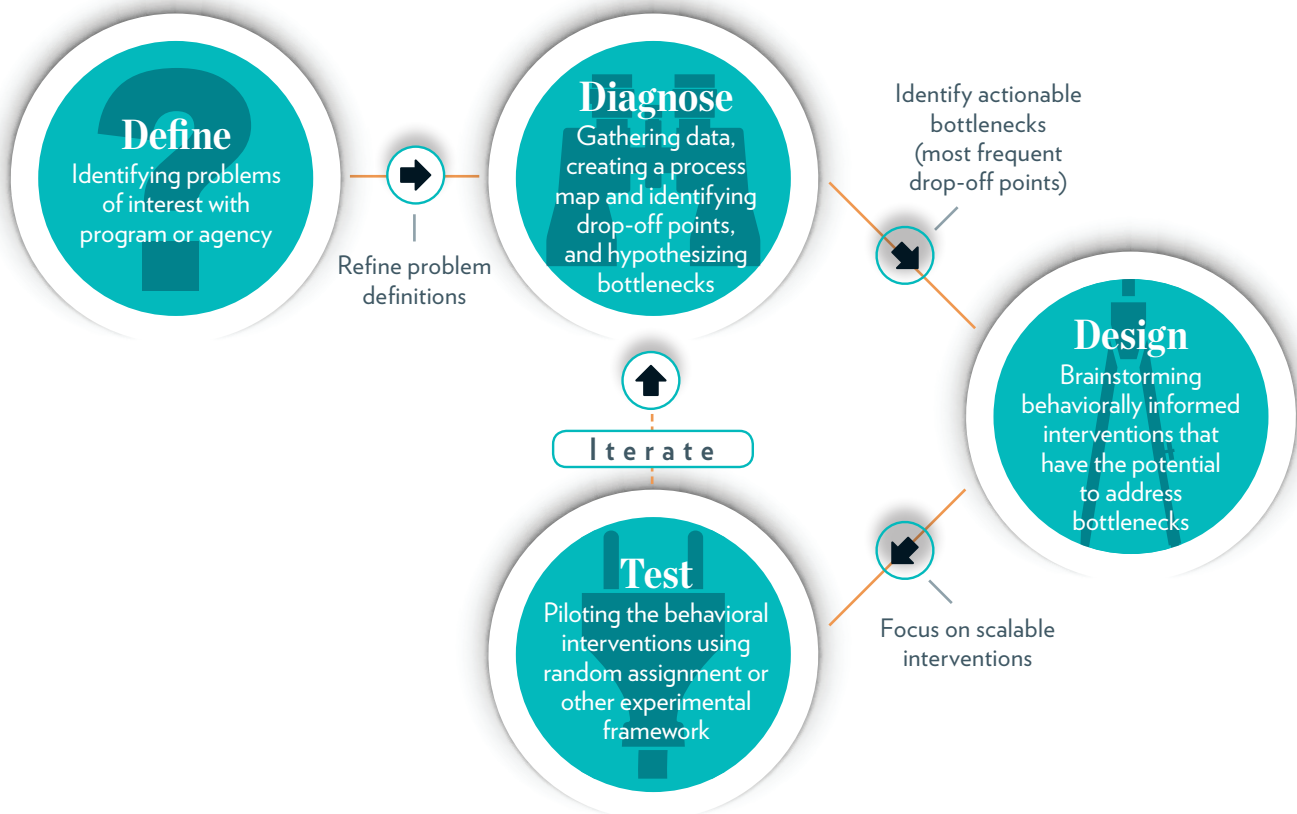 Define
Identifying problems
of interest with
program or agency
Refine problem
definitions
Diagnose
Gathering data,
creating a process
map and identifying
drop-off points,
and hypothesizing
bottlenecks
Identify actionable
bottlenecks
(most frequent
drop-off points)
Design
Brainstorming
behaviorally informed
interventions that
have the potential
to address
bottlenecks
Focus on scalable
interventions
Test
Piloting the behavioral
interventions using
random assignment or
other experimental
framework
Iterate